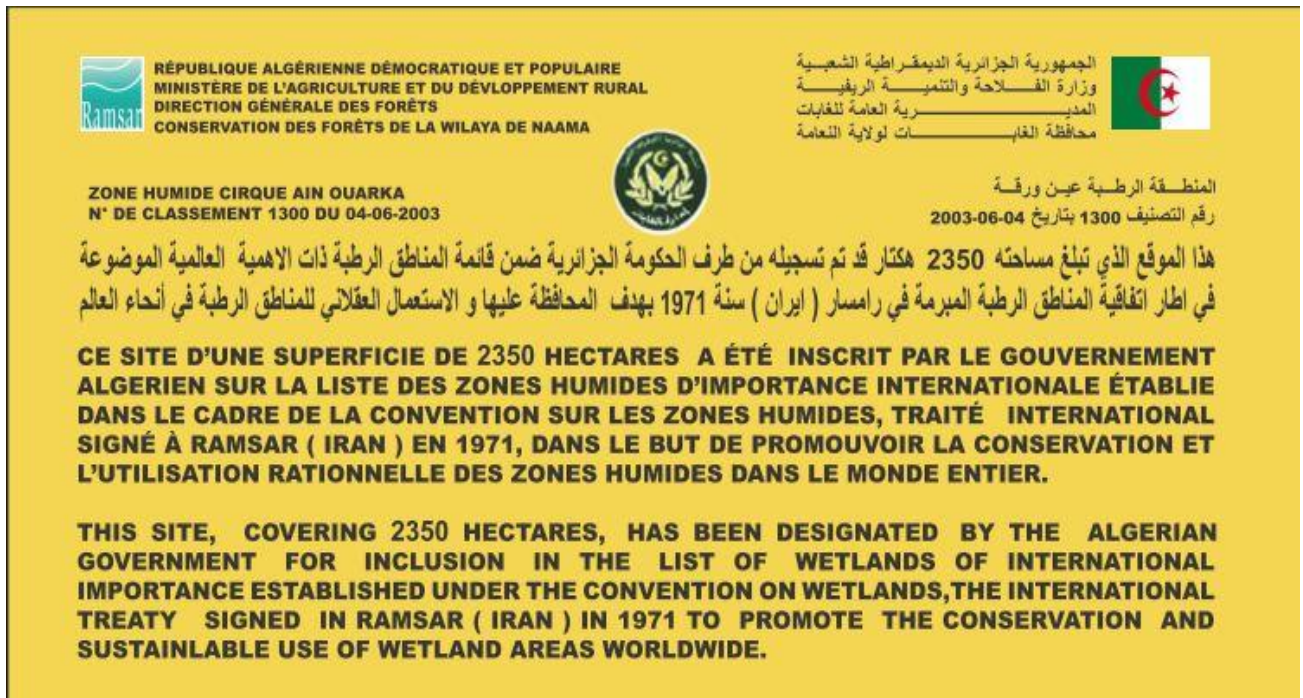 Ramsar
RÉPUBLIQUE ALGÉRIENNE DÉMOCRATIQUE ET POPULAIRE
MINISTÈRE DE L'AGRICULTURE ET DU DÉVLOPPEMENT RURAL
DIRECTION GÉNÉRALE DES FORÊTS
CONSERVATION DES FORÊTS DE LA WILAYA DE NAAMA
الجمهورية الجزائرية الديمقراطية الشعبية
وزارة الفلاحة والتنمية الريفية
المديرية العامة للغابات
محافظة الغابات لولاية النعامة
ZONE HUMIDE CIRQUE AIN OUARKA
N° DE CLASSEMENT 1300 DU 04-06-2003
المنطقة الرطبة عين ورقة
رقم التصنيف 1300 بتاريخ 04-06-2003
هذا الموقع الذي تبلغ مساحته 2350 هكتار قد تم تسجيله من طرف الحكومة الجزائرية ضمن قائمة المناطق الرطبة ذات الاهمية العالمية الموضوعة
في اطار اتفاقية المناطق الرطبة المبرمة في رامسار ( ايران ) سنة 1971 بهدف المحافظة عليها و الاستعمال العقلاني للمناطق الرطبة في أنحاء العالم
CE SITE D'UNE SUPERFICIE DE 2350 HECTARES A ÉTÉ INSCRIT PAR LE GOUVERNEMENT
ALGERIEN SUR LA LISTE DES ZONES HUMIDES D'IMPORTANCE INTERNATIONALE ÉTABLIE
DANS LE CADRE DE LA CONVENTION SUR LES ZONES HUMIDES, TRAITÉ INTERNATIONAL
SIGNÉ À RAMSAR ( IRAN ) EN 1971, DANS LE BUT DE PROMOUVOIR LA CONSERVATION ET
L'UTILISATION RATIONNELLE DES ZONES HUMIDES DANS LE MONDE ENTIER.
THIS SITE, COVERING 2350 HECTARES, HAS BEEN DESIGNATED BY THE ALGERIAN
GOVERNMENT FOR INCLUSION IN THE LIST OF WETLANDS OF INTERNATIONAL
IMPORTANCE ESTABLISHED UNDER THE CONVENTION ON WETLANDS,THE INTERNATIONAL
TREATY SIGNED IN RAMSAR ( IRAN ) IN 1971 TO PROMOTE THE CONSERVATION AND
SUSTAINLABLE USE OF WETLAND AREAS WORLDWIDE.